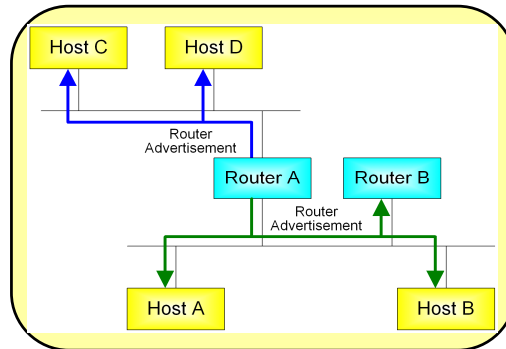 Host C
Host D
Router
Advertisement
Router A
Router B
Router
Advertisement
Host A
Host B